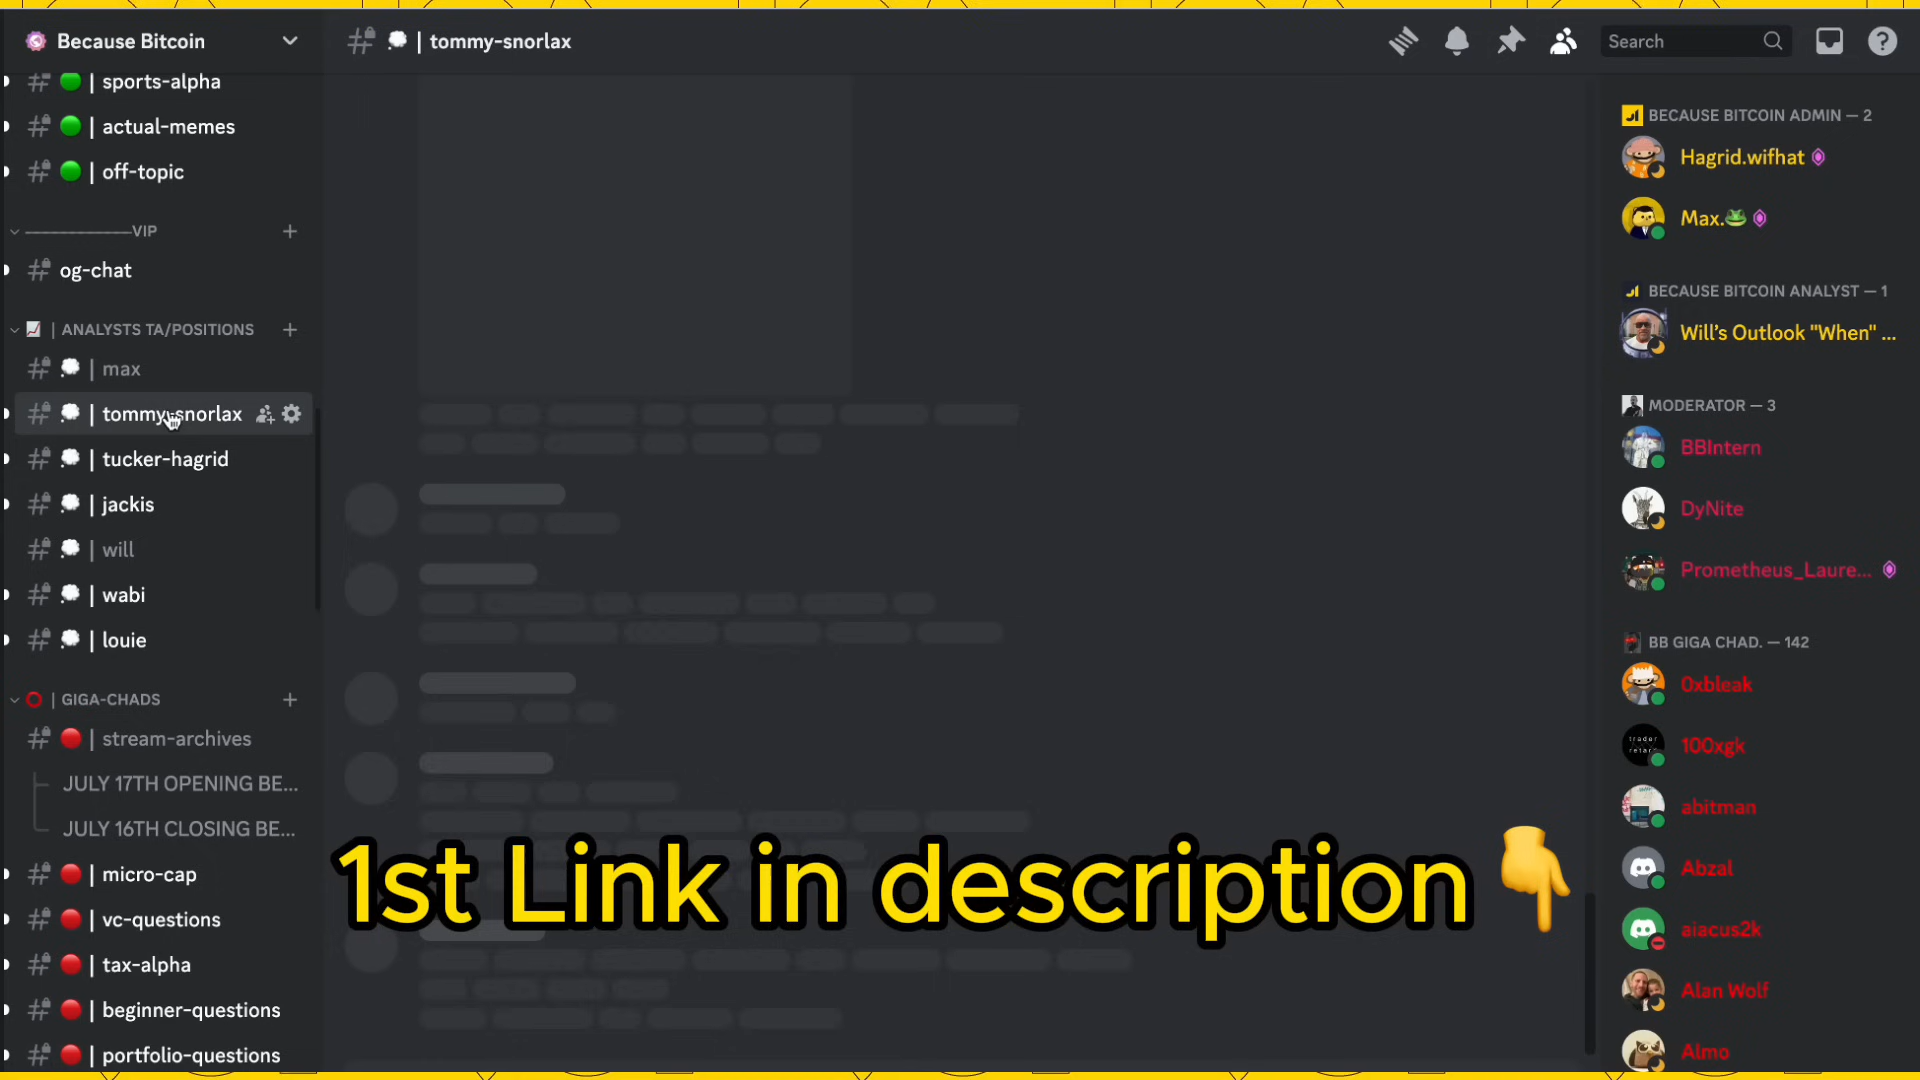 Because Bitcoin
sports-alpha
actual-memes
off-topic
VIP
og-chat
| ANALYSTS TA/POSITIONS
| max
| tommy-snorlax
| tucker-hagrid
| jackis
| will
| wabi
| louie
| GIGA-CHADS
| stream-archives
JULY 17TH OPENING BE...
JULY 16TH CLOSING BE...
| micro-cap
| vc-questions
| tax-alpha
| beginner-questions
| portfolio-questions
| tommy-snorlax
Search
1st Link in description
BECAUSE BITCOIN ADMIN — 2
Hagrid.wifhat
Max.
BECAUSE BITCOIN ANALYST — 1
Will's Outlook "When" ...
MODERATOR — 3
BBIntern
DyNite
Prometheus_Laure...
BB GIGA CHAD. — 142
0xbleak
100xgk
abitman
Abzal
aiacus2k
Alan Wolf
Almo